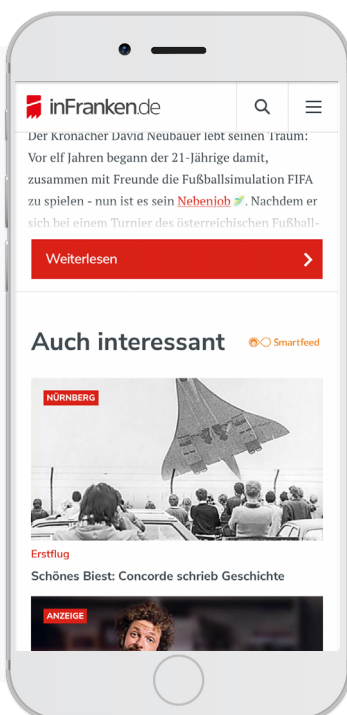 inFranken.de
Der Kronacher David Neubauer lebt seinen Traum:
Vor elf Jahren begann der 21-Jährige damit,
zusammen mit Freunde die Fußballsimulation FIFA
zu spielen - nun ist es sein Nebenjob. Nachdem er
sich bei einem Turnier des österreichischen Fußball-
Weiterlesen
Auch interessant
Smartfeed
NÜRNBERG
Erstflug
Schönes Biest: Concorde schrieb Geschichte
ANZEIGE